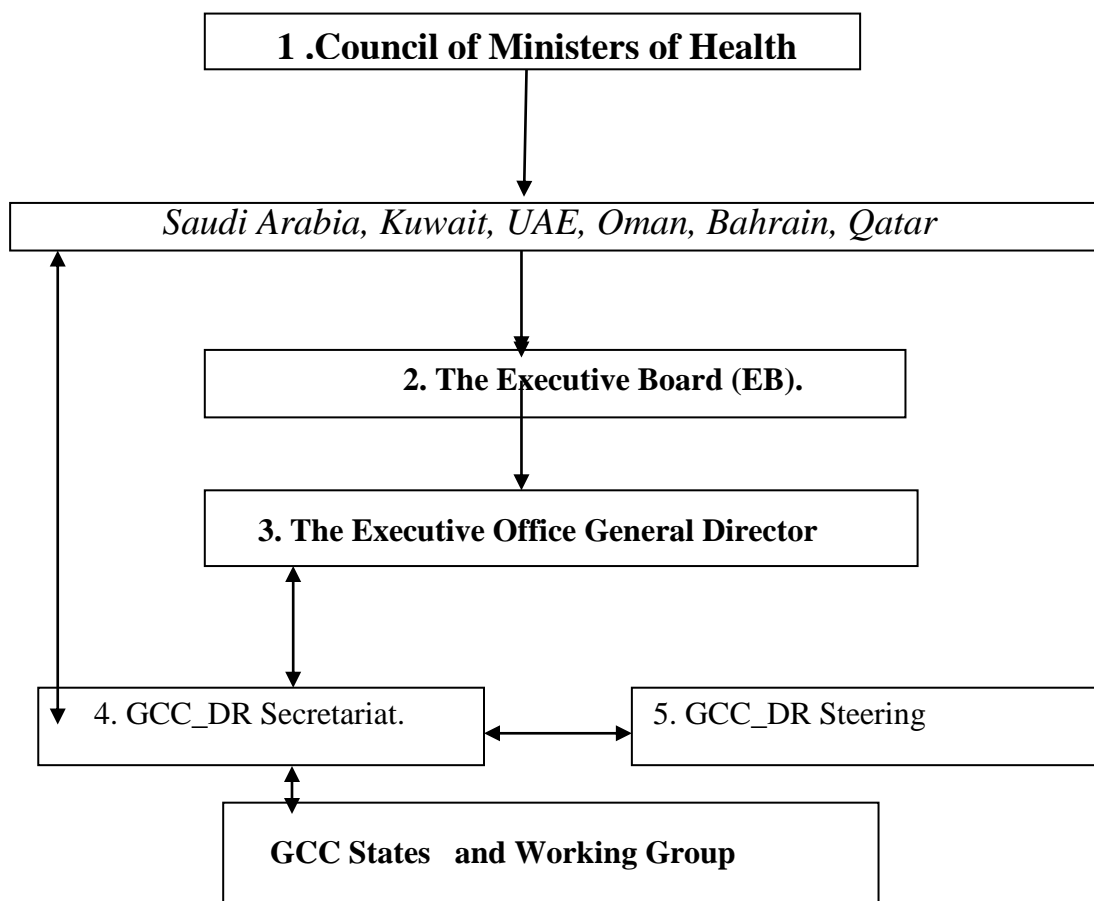 1 .Council of Ministers of Health
Saudi Arabia, Kuwait, UAE, Oman, Bahrain, Qatar
2. The Executive Board (EB).
3. The Executive Office General Director
4. GCC_DR Secretariat.
5. GCC_DR Steering
GCC States and Working Group